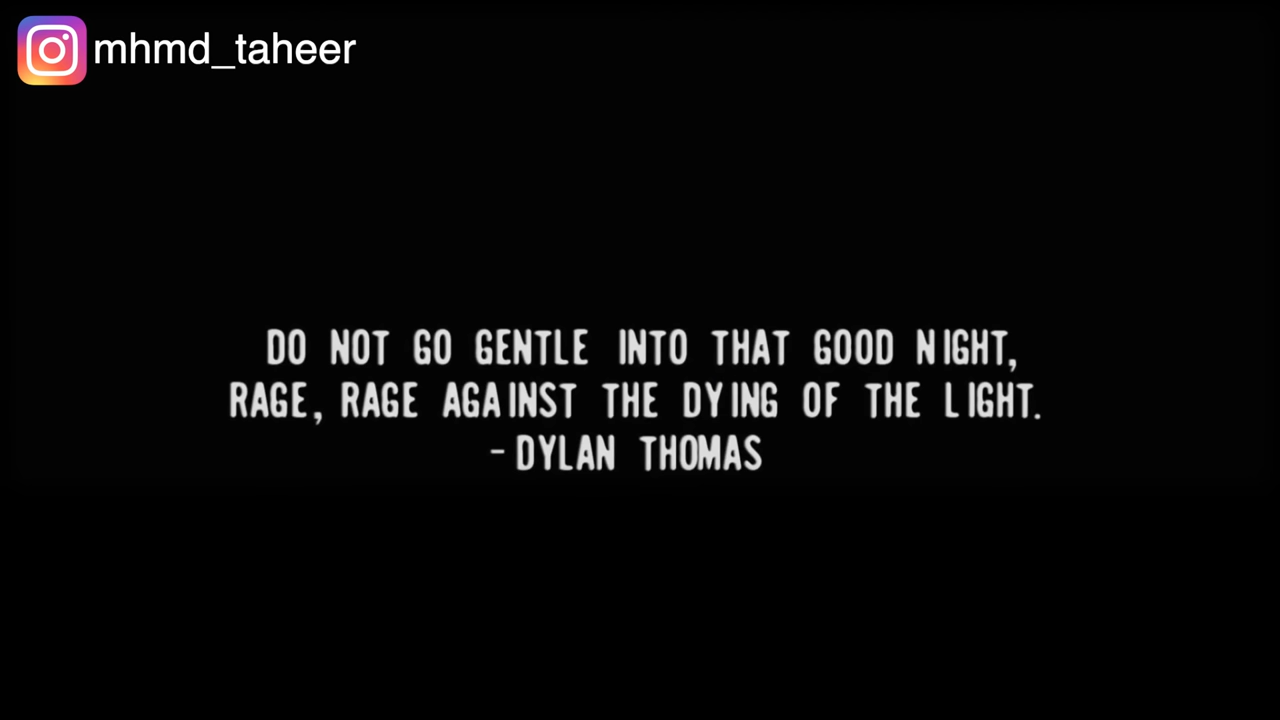 mhmd_taheer
DO NOT GO GENTLE INTO THAT GOOD NIGHT,
RAGE, RAGE AGAINST THE DYING OF THE LIGHT.
- DYLAN THOMAS